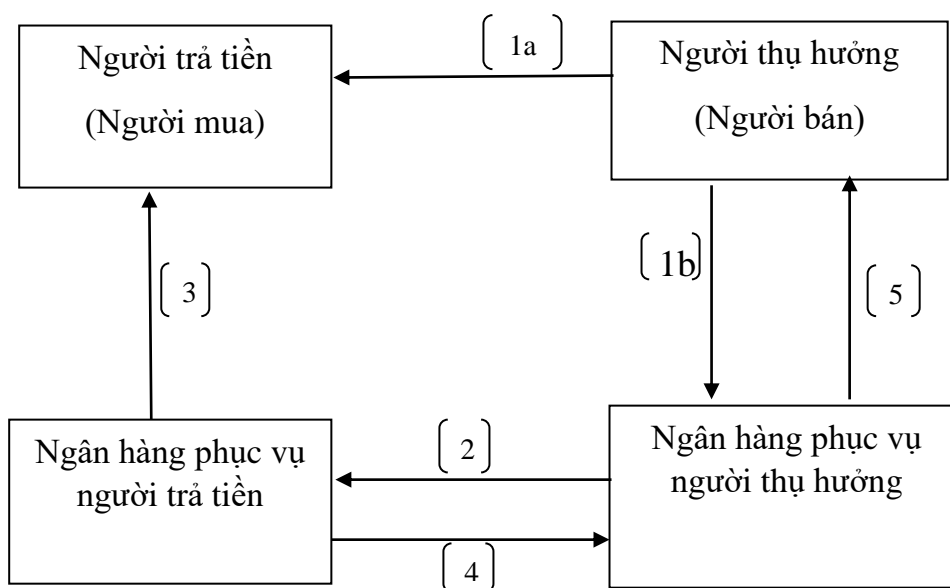 Người trả tiền
(Người mua)
1a
Người thụ hưởng
(Người bán)
3
1b
5
Ngân hàng phục vụ
người trả tiền
2
4
Ngân hàng phục vụ
người thụ hưởng